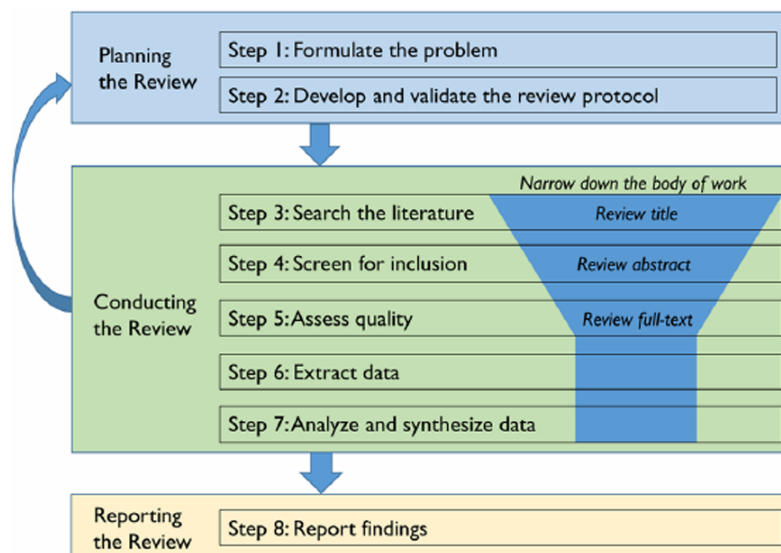 Planning
the Review
Step 1: Formulate the problem
Step 2: Develop and validate the review protocol
Conducting
the Review
Narrow down the body of work
Step 3: Search the literature
Review title
Step 4: Screen for inclusion
Review abstract
Step 5: Assess quality
Review full-text
Step 6: Extract data
Step 7: Analyze and synthesize data
Reporting
the Review
Step 8: Report findings